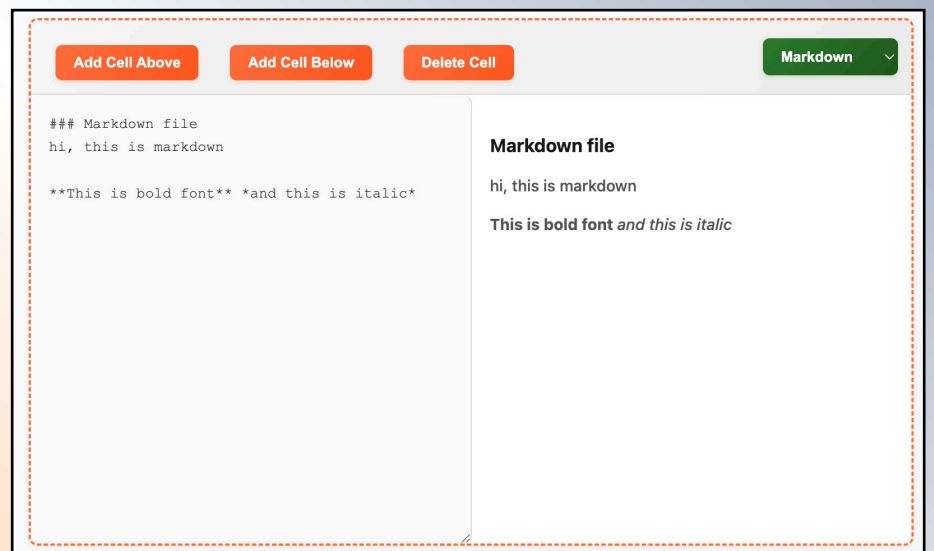 Add Cell Above
Add Cell Below
Delete Cell
Markdown
### Markdown file
hi, this is markdown
**This is bold font** *and this is italic*
Markdown file
hi, this is markdown
This is bold font and this is italic